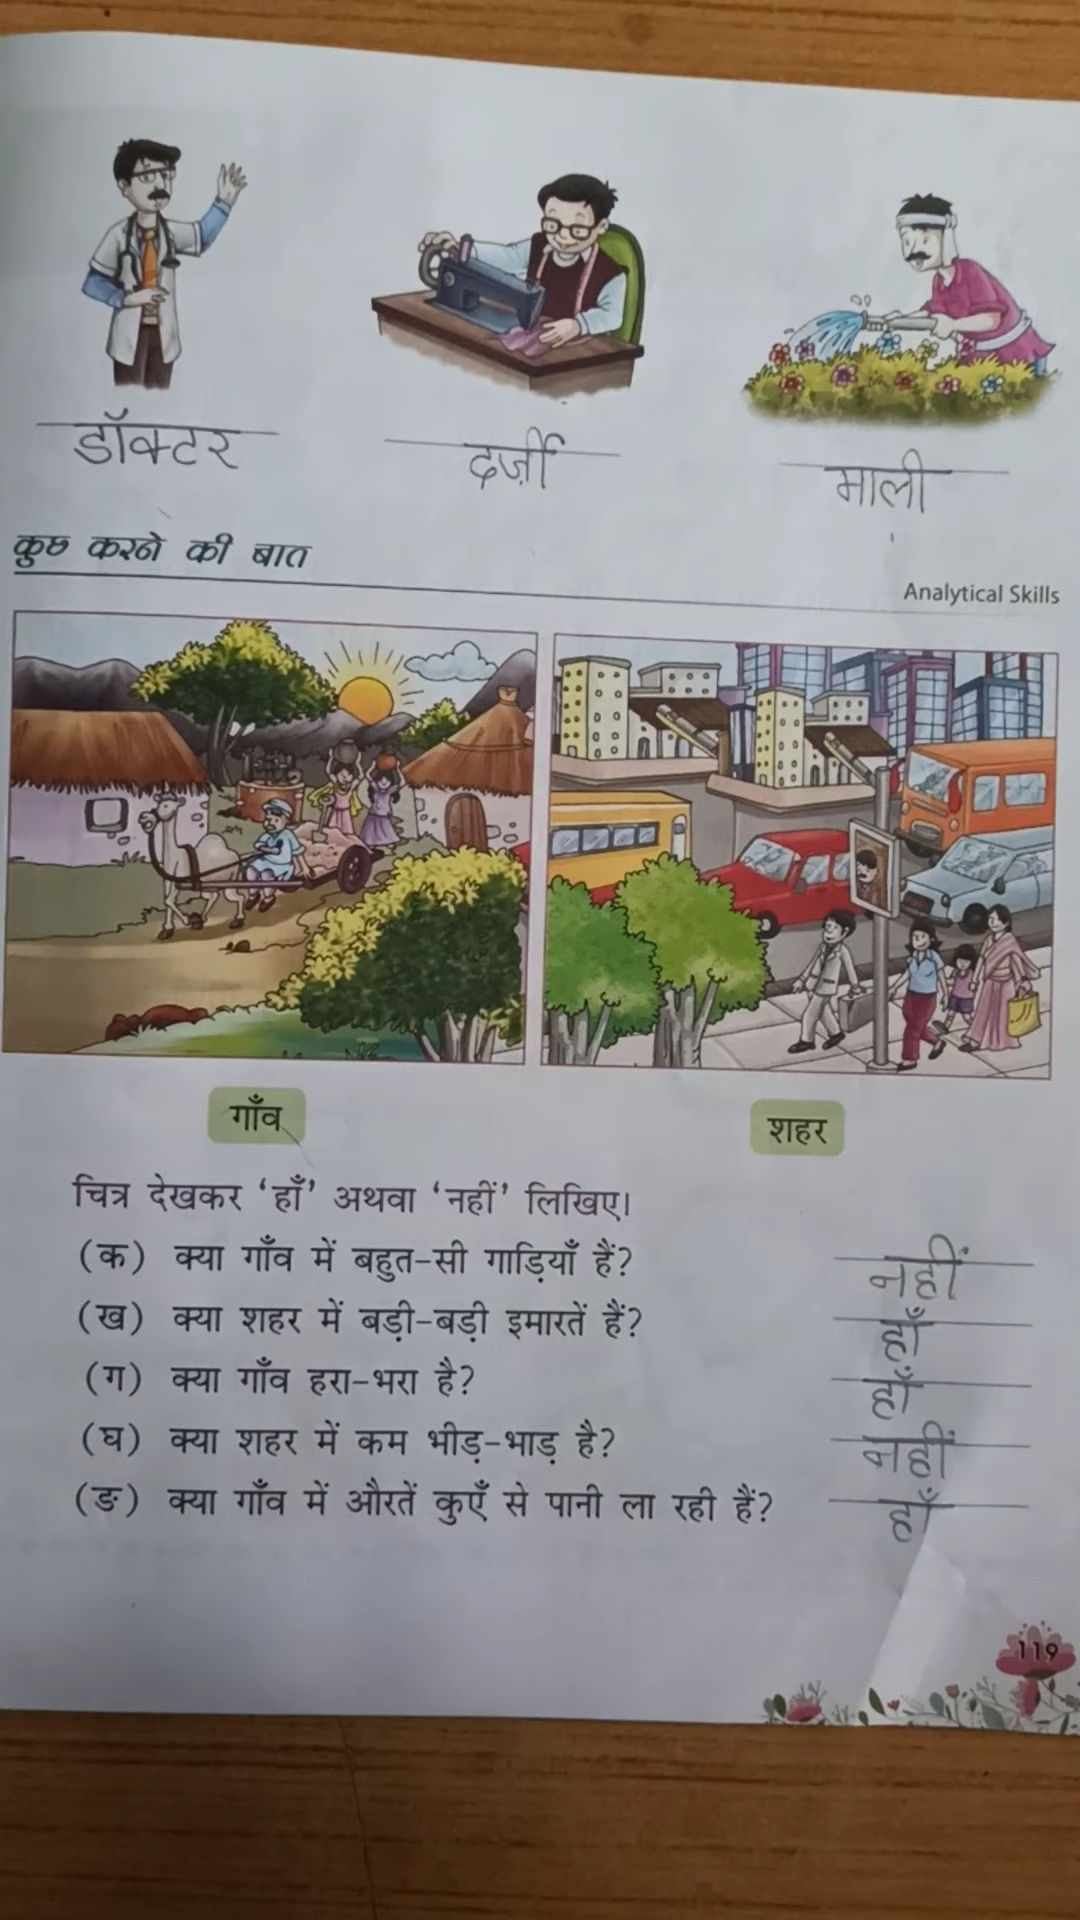 डॉक्टर दर्ज़ी माली
कुछ करने की बात
Analytical Skills
गाँव शहर
चित्र देखकर ‘हाँ’ अथवा ‘नहीं’ लिखिए।
(क) क्या गाँव में बहुत-सी गाड़ियाँ हैं? नहीं
(ख) क्या शहर में बड़ी-बड़ी इमारतें हैं? हाँ
(ग) क्या गाँव हरा-भरा है? हाँ
(घ) क्या शहर में कम भीड़-भाड़ है? नहीं
(ङ) क्या गाँव में औरतें कुएँ से पानी ला रही हैं? हाँ
119